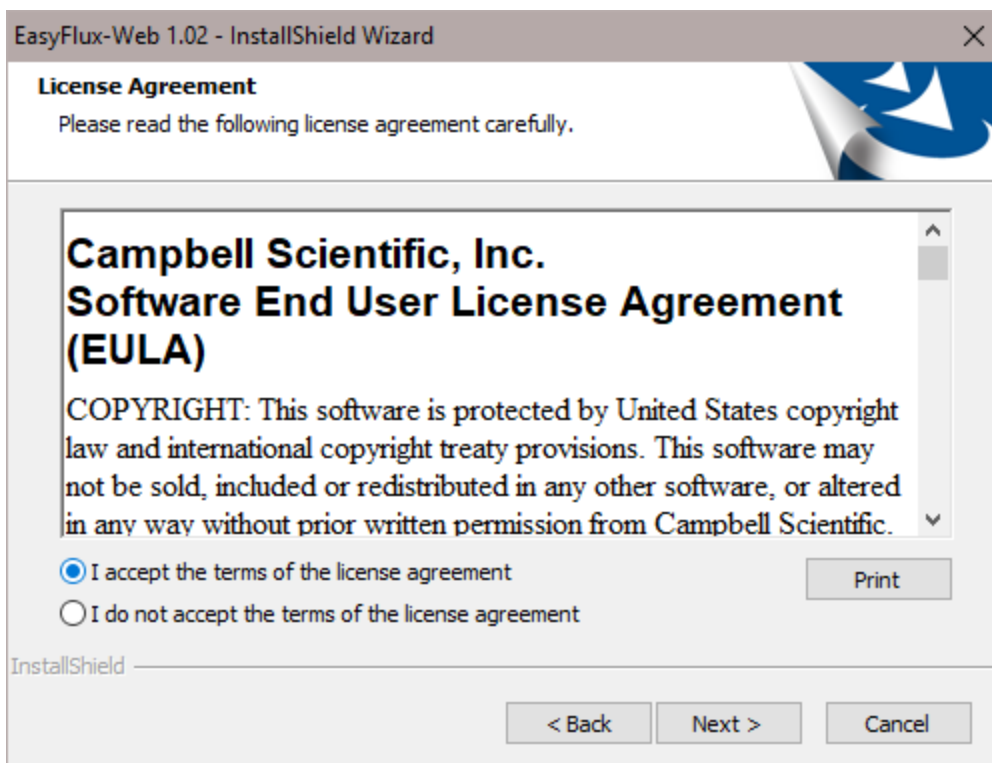 EasyFlux-Web 1.02 - InstallShield Wizard
License Agreement
Please read the following license agreement carefully.
Campbell Scientific, Inc.
Software End User License Agreement
(EULA)
COPYRIGHT: This software is protected by United States copyright
law and international copyright treaty provisions. This software may
not be sold, included or redistributed in any other software, or altered
in any way without prior written permission from Campbell Scientific.
I accept the terms of the license agreement
Print
I do not accept the terms of the license agreement
InstallShield
< Back
Next >
Cancel